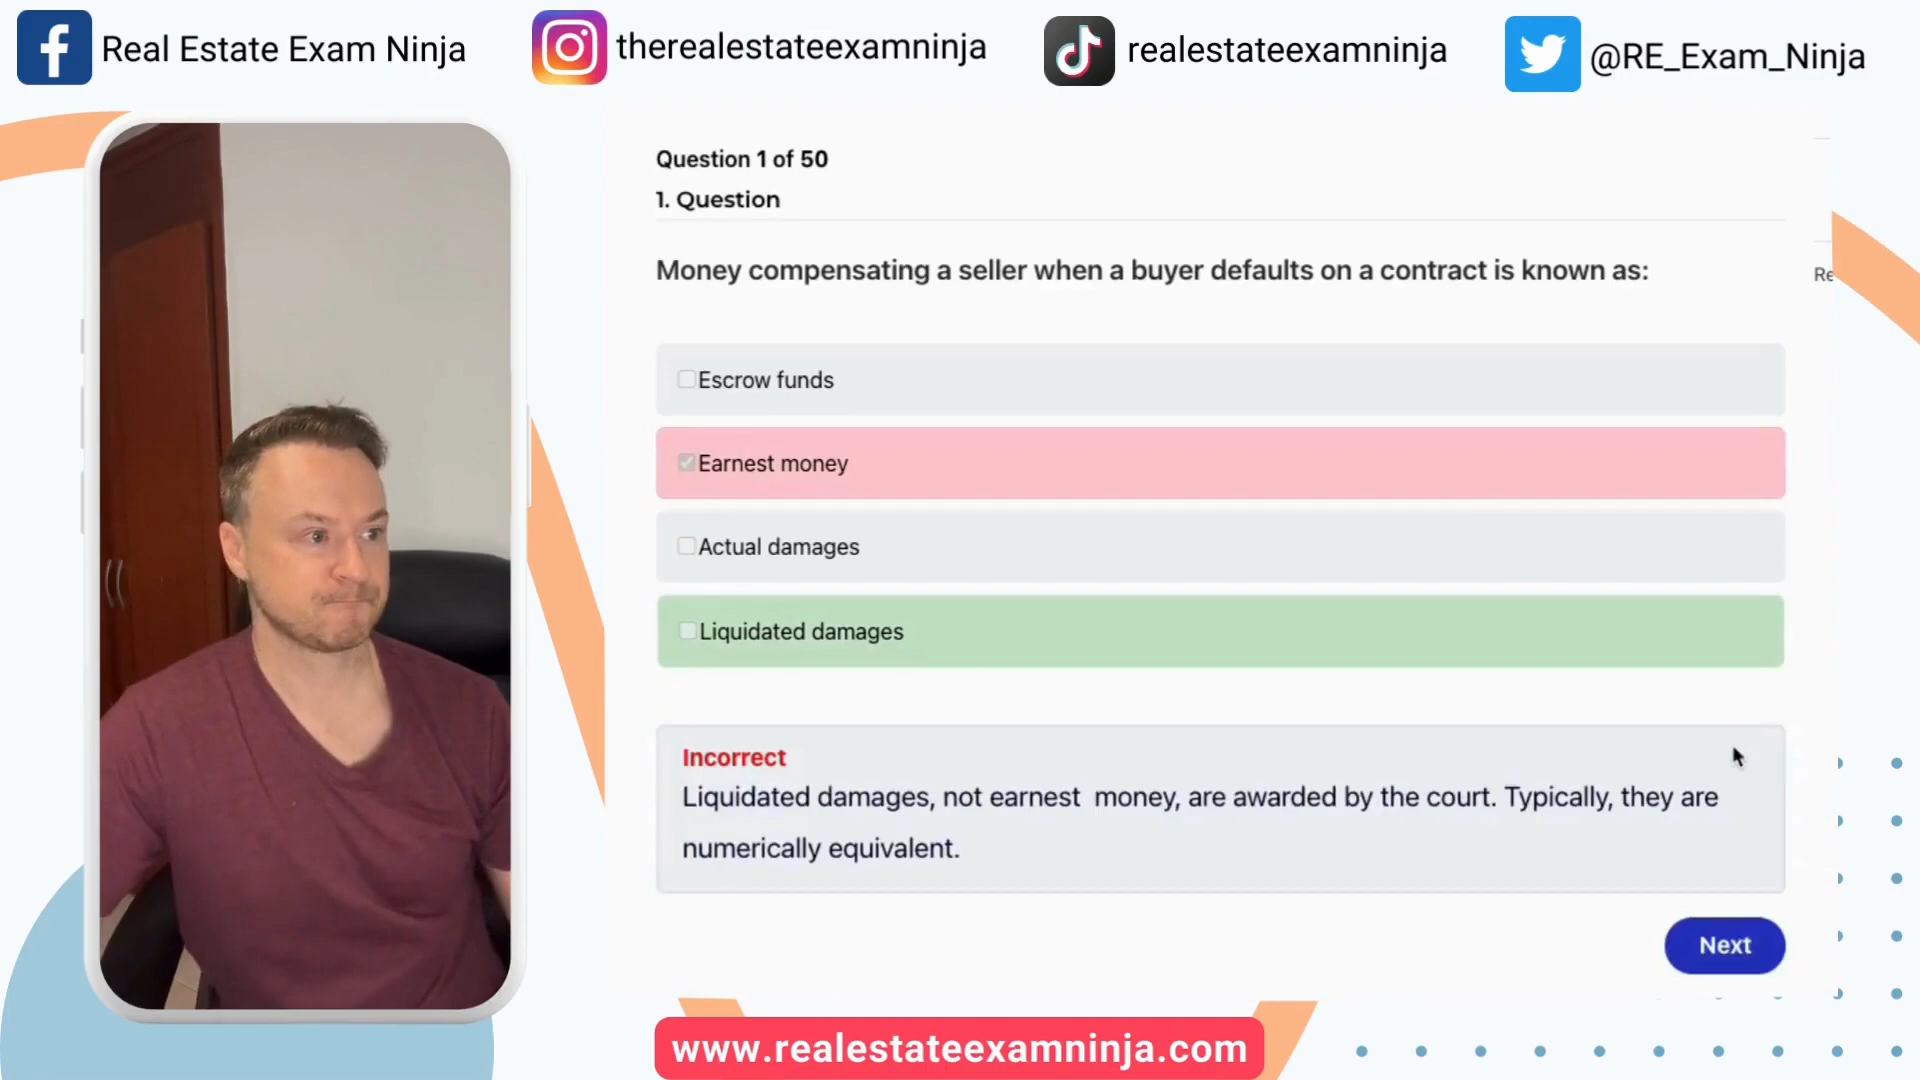 Real Estate Exam Ninja
therealestateexamninja
realestateexamninja
@RE_Exam_Ninja
Question 1 of 50
1. Question
Re
Money compensating a seller when a buyer defaults on a contract is known as:
Escrow funds
Earnest money
Actual damages
Liquidated damages
Incorrect
Liquidated damages, not earnest  money, are awarded by the court. Typically, they are
numerically equivalent.
Next
www.realestateexamninja.com